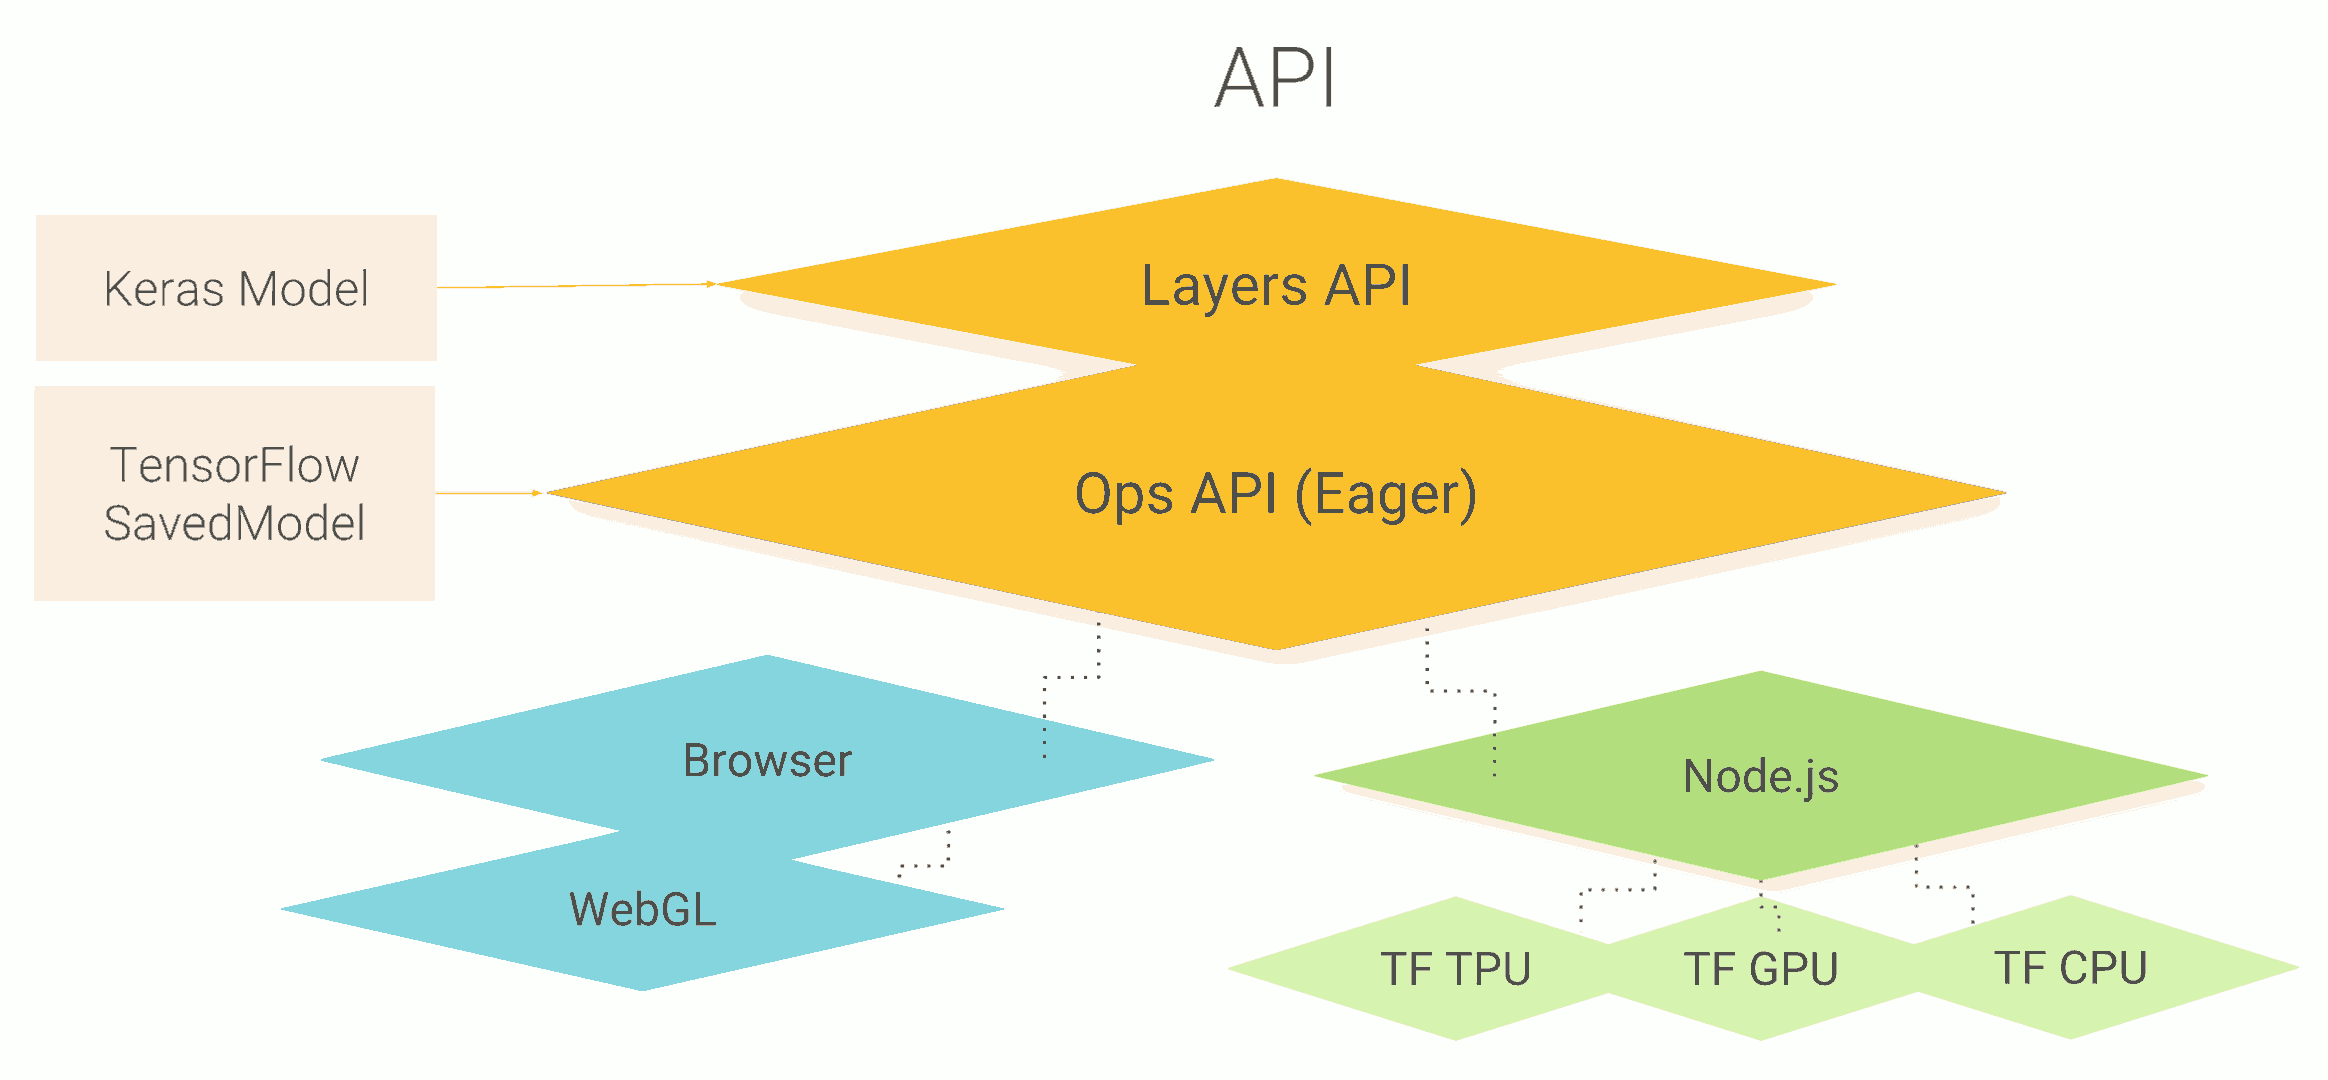 API
Keras Model
Layers API
TensorFlow
SavedModel
Ops API (Eager)
Browser
Node.js
WebGL
TF TPU
TF GPU
TF CPU